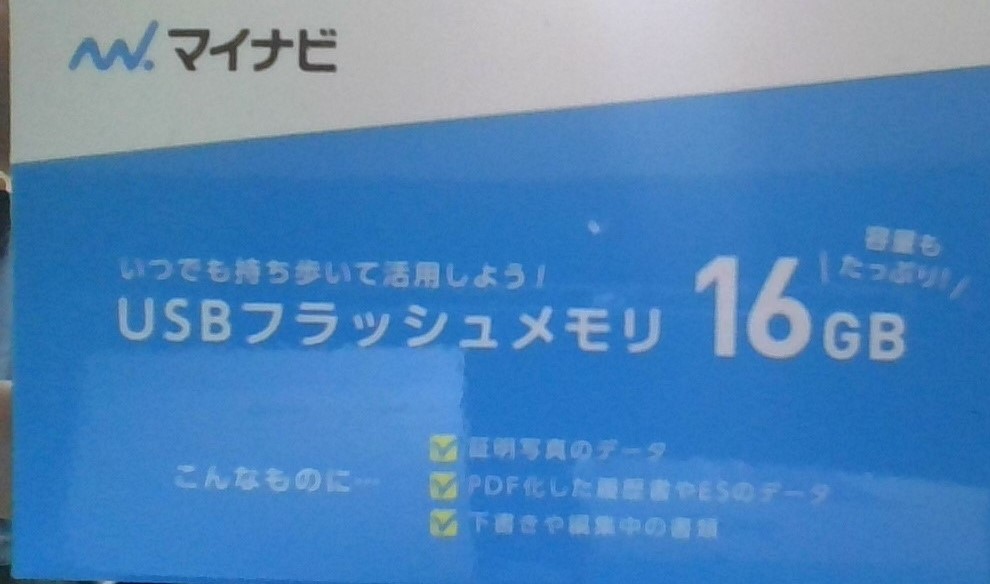 マイナビ
いつでも持ち歩いて活用しよう!
USBフラッシュメモリ 16GB
容量も
たっぷり!
こんなものに…
証明写真のデータ
PDF化した履歴書やESのデータ
下書きや編集中の書類